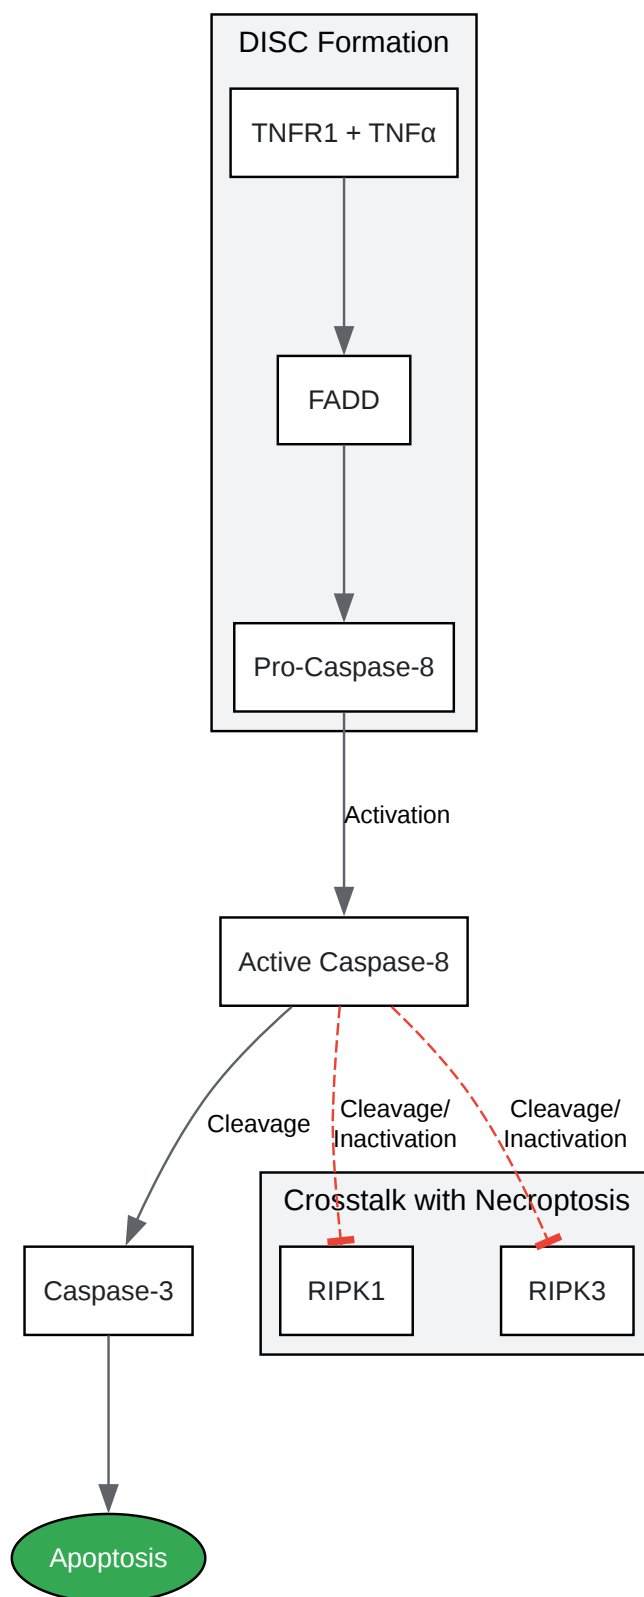 DISC Formation
TNFR1 + TNFα
FADD
Pro-Caspase-8
Activation
Active Caspase-8
Cleavage
Cleavage/
Inactivation
Cleavage/
Inactivation
Crosstalk with Necroptosis
Caspase-3
RIPK1
RIPK3
Apoptosis